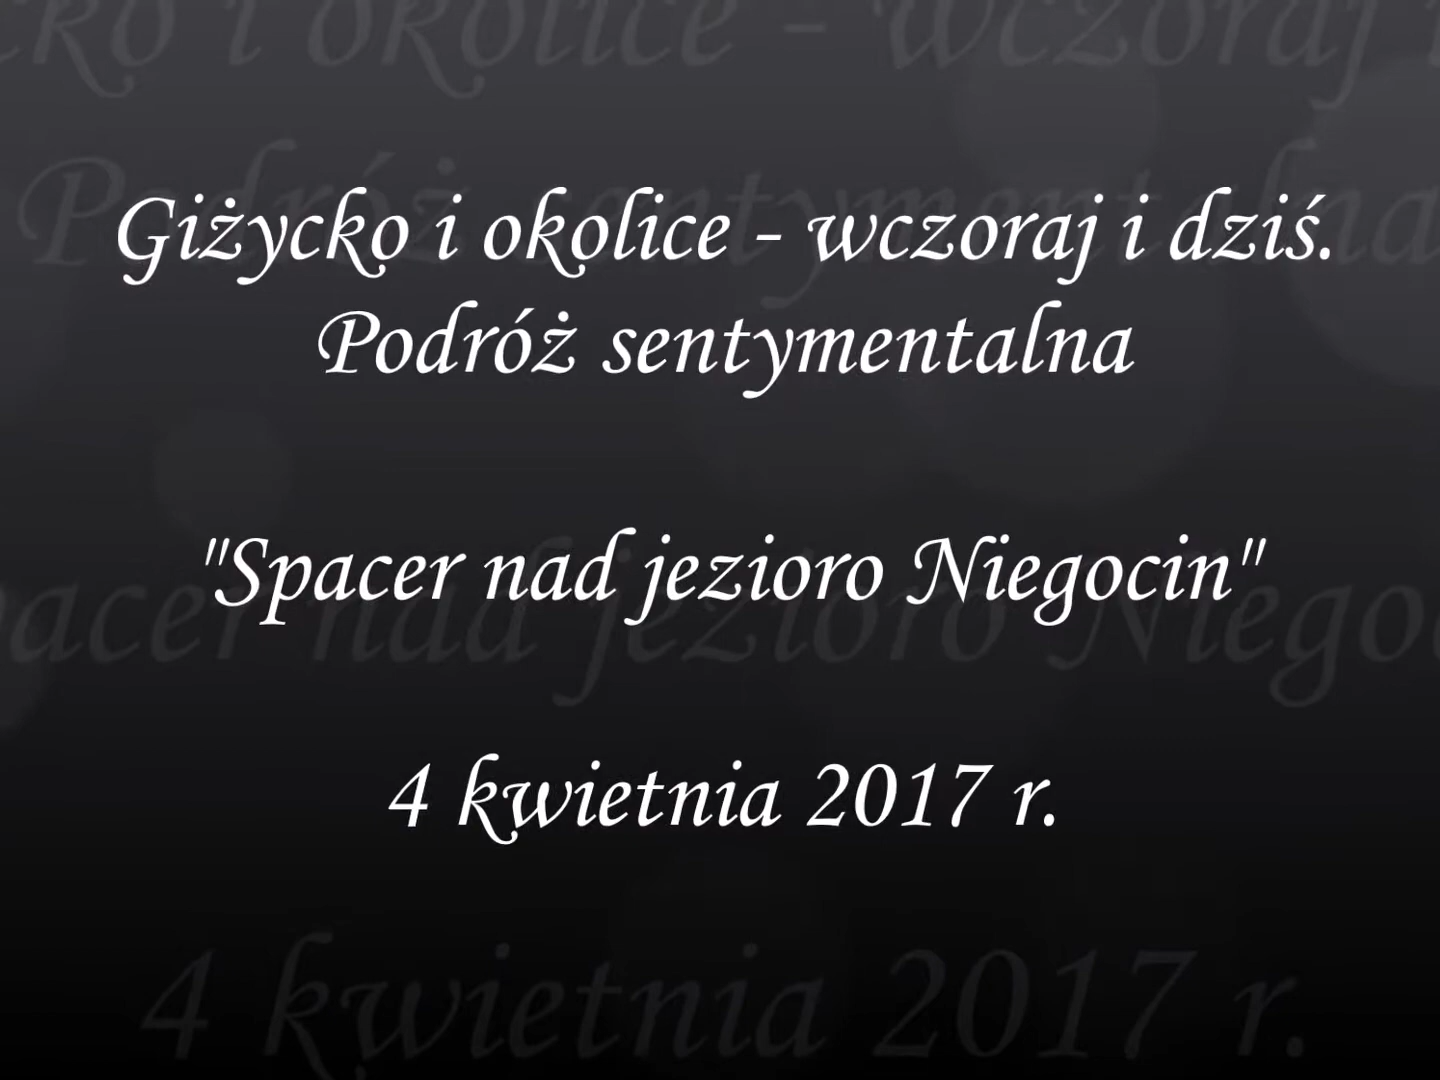 Giżycko i okolice - wczoraj i dziś.
Podróż sentymentalna
"Spacer nad jezioro Niegocin"
4 kwietnia 2017 r.